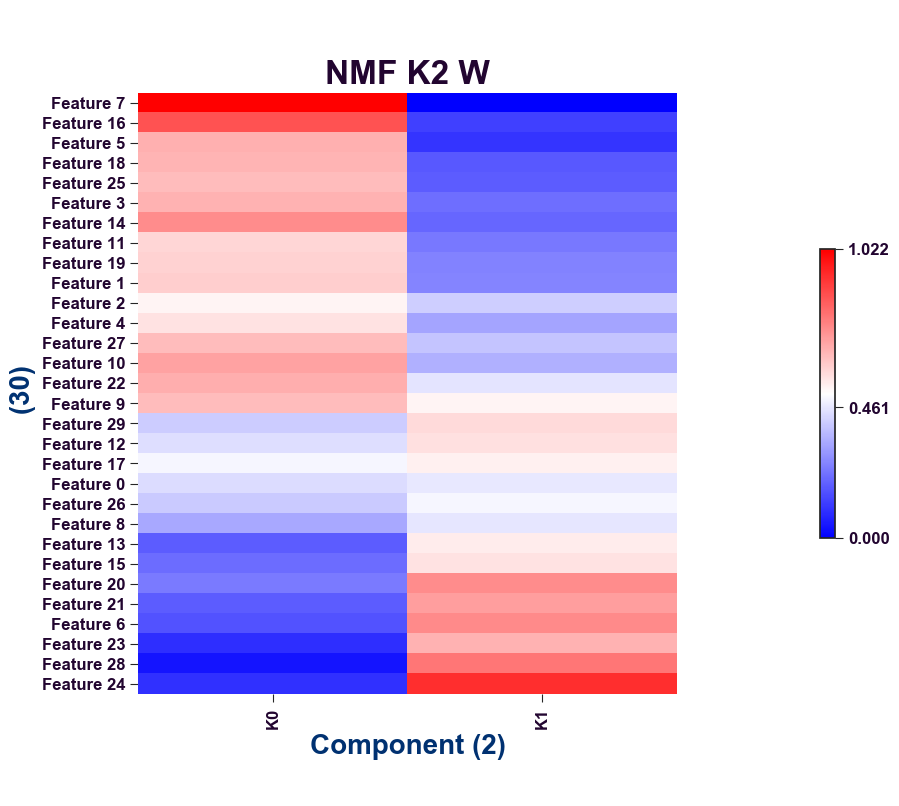 NMF K2 W
Feature 7
Feature 16
Feature 5
Feature 18
Feature 25
Feature 3
Feature 14
Feature 11
Feature 19
Feature 1
Feature 2
Feature 4
Feature 27
Feature 10
Feature 22
Feature 9
Feature 29
Feature 12
Feature 17
Feature 0
Feature 26
Feature 8
Feature 13
Feature 15
Feature 20
Feature 21
Feature 6
Feature 23
Feature 28
Feature 24
(30)
K0
K1
Component (2)
1.022
0.461
0.000